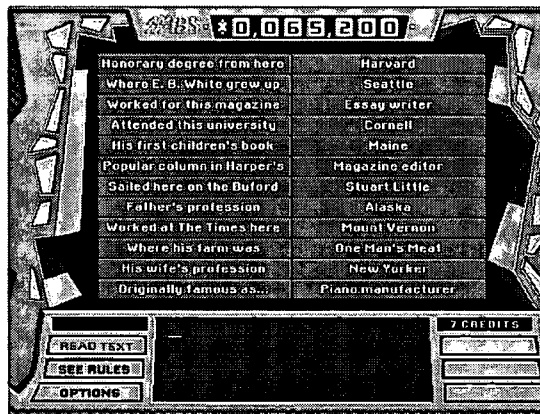 $0,065,200
Honorary degree from here Harvard
Where E. B. White grew up Seattle
Worked for this magazine Essay writer
Attended this university Cornell
His first children's book Maine
Popular column in Harper's Magazine editor
Sailed here on the Buford Stuart Little
Father's profession Alaska
Worked at The Times here Mount Vernon
Where his farm was One Man's Meat
His wife's profession New Yorker
Originally famous as... Piano manufacturer
7 CREDITS
READ TEXT
SEE RULES
OPTIONS